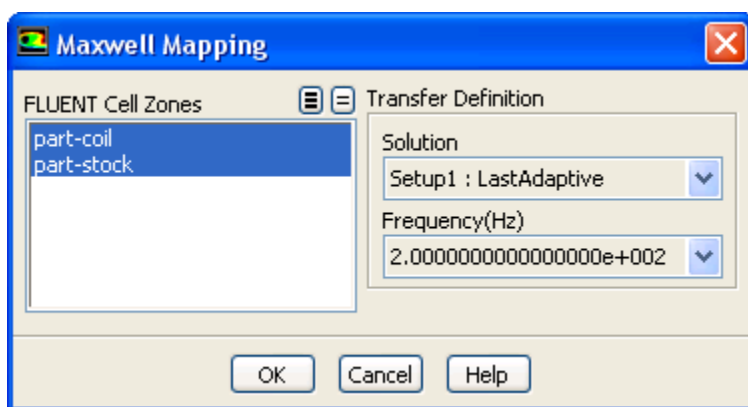 Maxwell Mapping
FLUENT Cell Zones
part-coil
part-stock
Transfer Definition
Solution
Setup1 : LastAdaptive
Frequency(Hz)
2.0000000000000000e+002
OK
Cancel
Help